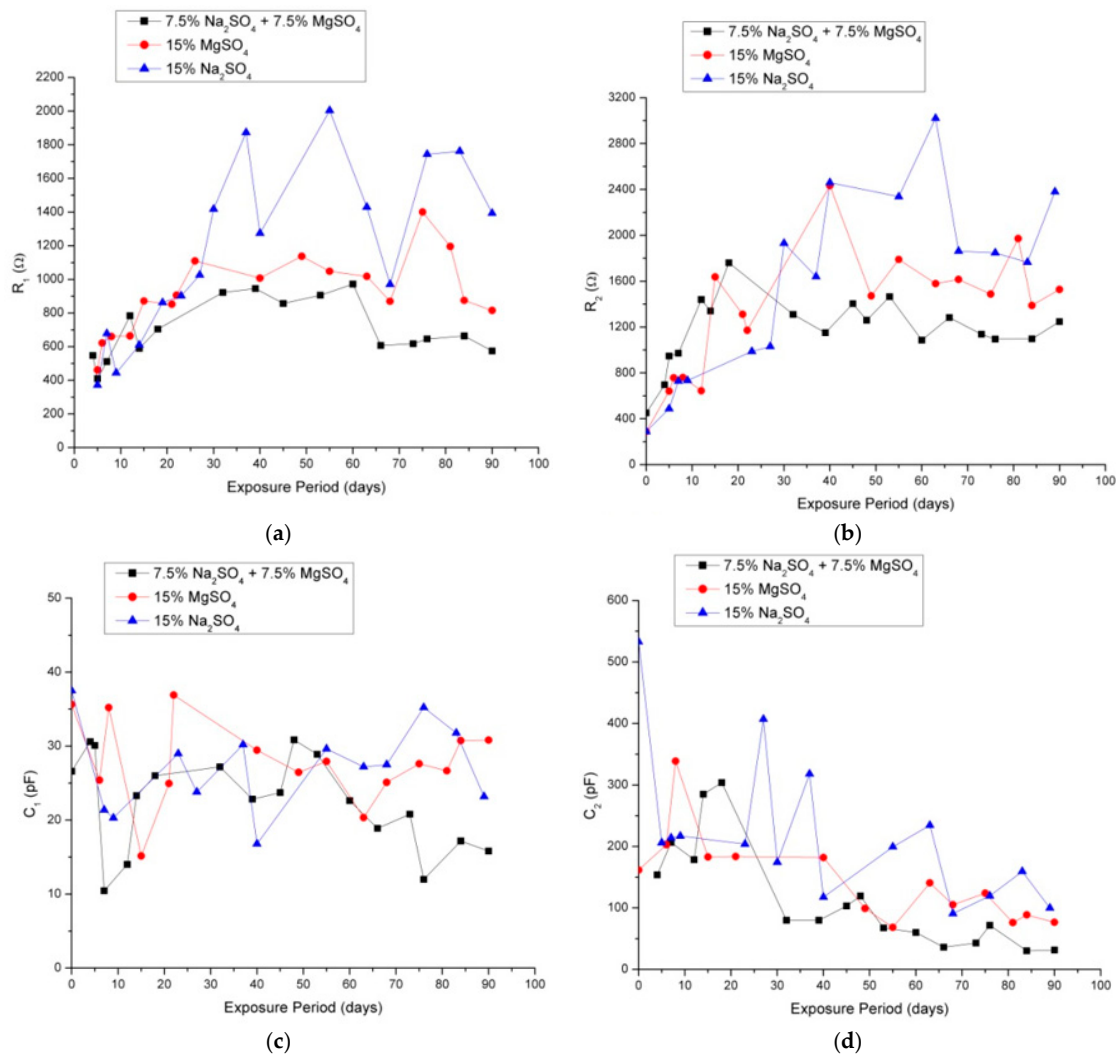 7.5% Na₂SO₄ + 7.5% MgSO₄
15% MgSO₄
15% Na₂SO₄
2200
2000
1800
1600
1400
1200
1000
800
600
400
200
0
R₁ (Ω)
0 10 20 30 40 50 60 70 80 90 100
Exposure Period (days)
(a)
7.5% Na₂SO₄ + 7.5% MgSO₄
15% MgSO₄
15% Na₂SO₄
3200
2800
2400
2000
1600
1200
800
400
0
R₂ (Ω)
0 10 20 30 40 50 60 70 80 90 100
Exposure Period (days)
(b)
7.5% Na₂SO₄ + 7.5% MgSO₄
15% MgSO₄
15% Na₂SO₄
50
40
30
20
10
0
C₁ (pF)
0 10 20 30 40 50 60 70 80 90 100
Exposure Period (days)
(c)
7.5% Na₂SO₄ + 7.5% MgSO₄
15% MgSO₄
15% Na₂SO₄
600
500
400
300
200
100
0
C₂ (pF)
10 20 30 40 50 60 70 80 90 100
Exposure Period (days)
(d)